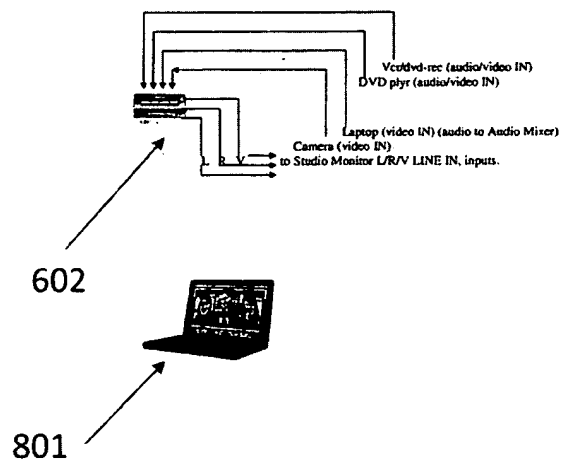 Vcr/dvd-rec (audio/video IN)
DVD plyr (audio/video IN)
Laptop (video IN) (audio to Audio Mixer)
Camera (video IN)
L R V
to Studio Monitor L/R/V LINE IN, inputs.
602
801